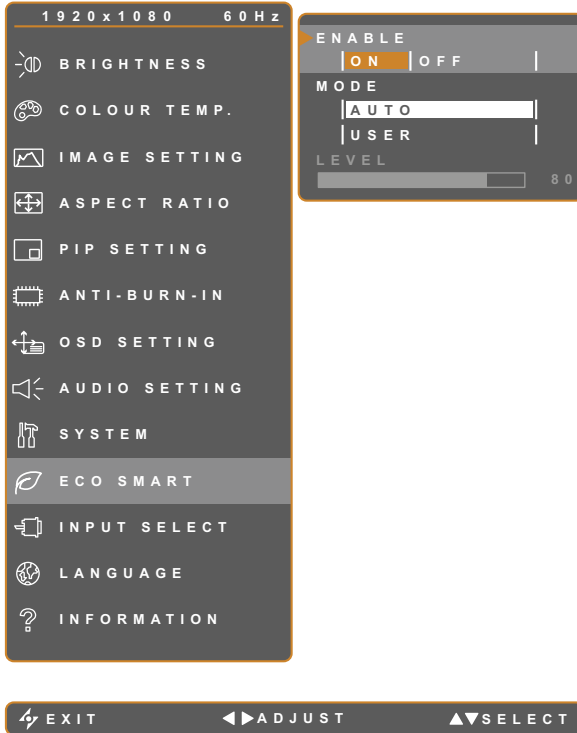 1920x1080 60Hz
BRIGHTNESS
COLOUR TEMP.
IMAGE SETTING
ASPECT RATIO
PIP SETTING
ANTI-BURN-IN
OSD SETTING
AUDIO SETTING
SYSTEM
ECO SMART
INPUT SELECT
LANGUAGE
INFORMATION
ENABLE
ON OFF
MODE
AUTO
USER
LEVEL
80
EXIT ADJUST SELECT